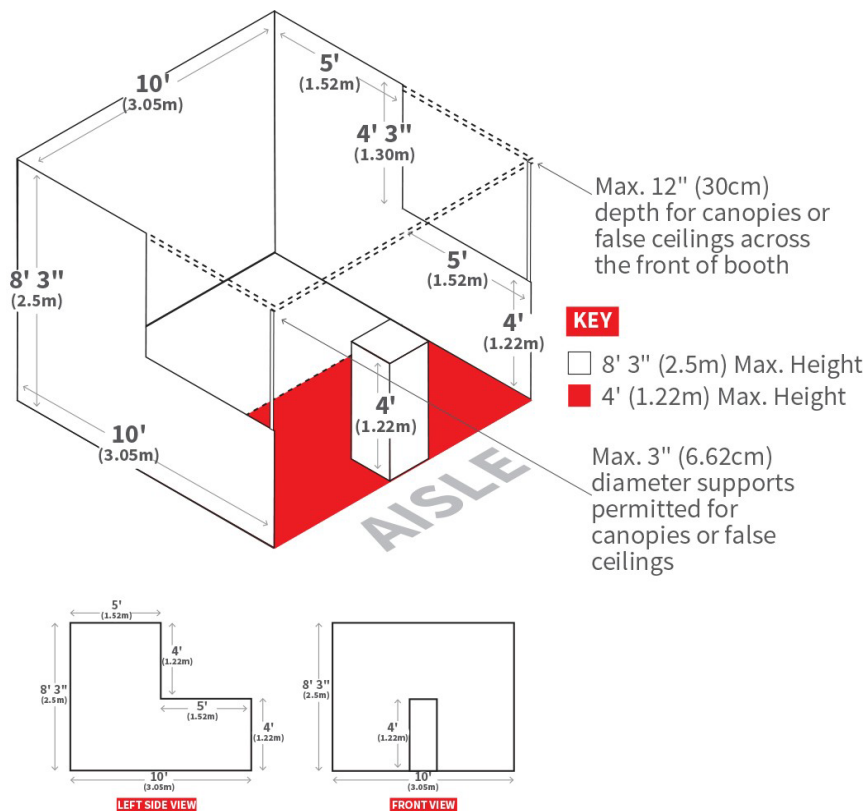 10'
(3.05m)
5'
(1.52m)
4' 3"
(1.30m)
Max. 12" (30cm)
depth for canopies or
false ceilings across
the front of booth
8' 3"
(2.5m)
5'
(1.52m)
4'
(1.22m)
KEY
8' 3" (2.5m) Max. Height
4' (1.22m) Max. Height
4'
(1.22m)
10'
(3.05m)
AISLE
Max. 3" (6.62cm)
diameter supports
permitted for
canopies or false
ceilings
5'
(1.52m)
4'
(1.22m)
8' 3"
(2.5m)
5'
(1.52m)
4'
(1.22m)
10'
(3.05m)
LEFT SIDE VIEW
8' 3"
(2.5m)
4'
(1.22m)
10'
(3.05m)
FRONT VIEW